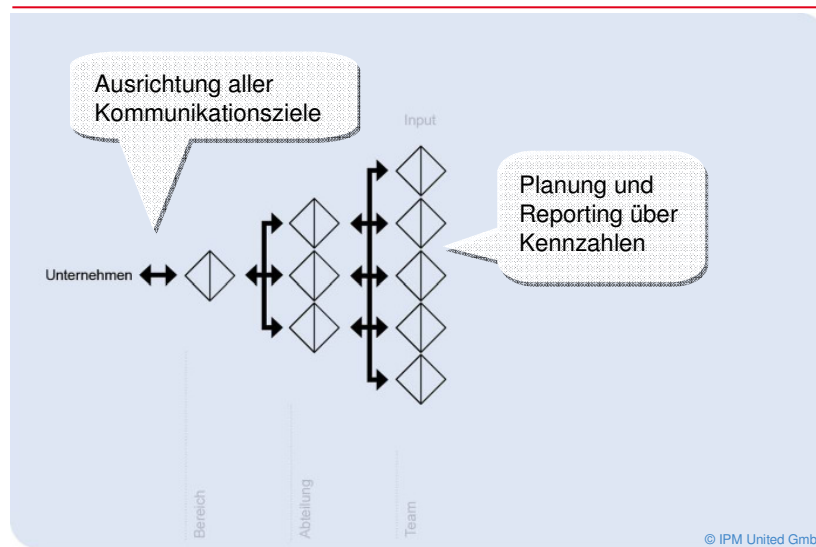 Ausrichtung aller
Kommunikationsziele
Input
Planung und
Reporting über
Kennzahlen
Unternehmen
Bereich
Abteilung
Team
© IPM United Gmb